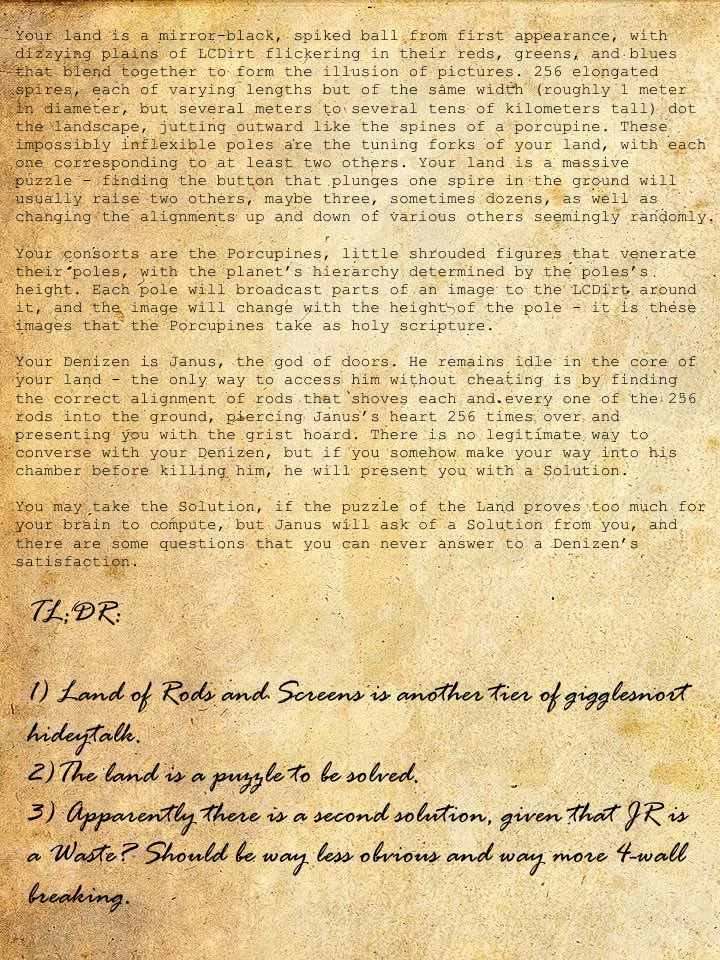 Your land is a mirror-black, spiked ball from first appearance, with
dizzying plains of LCDirt flickering in their reds, greens, and blues
that blend together to form the illusion of pictures. 256 elongated
spires, each of varying lengths but of the same width (roughly 1 meter
in diameter, but several meters to several tens of kilometers tall) dot
the landscape, jutting outward like the spines of a porcupine. These
impossibly inflexible poles are the tuning forks of your land, with each
one corresponding to at least two others. Your land is a massive
puzzle – finding the button that plunges one spire in the ground will
usually raise two others, maybe three, sometimes dozens, as well as
changing the alignments up and down of various others seemingly randomly.
Your consorts are the Porcupines, little shrouded figures that venerate
their poles, with the planet’s hierarchy determined by the poles’s
height. Each pole will broadcast parts of an image to the LCDirt around
it, and the image will change with the height of the pole – it is these
images that the Porcupines take as holy scripture.
Your Denizen is Janus, the god of doors. He remains idle in the core of
your land – the only way to access him without cheating is by finding
the correct alignment of rods that shoves each and every one of the 256
rods into the ground, piercing Janus’s heart 256 times over and
presenting you with the grist hoard. There is no legitimate way to
converse with your Denizen, but if you somehow make your way into his
chamber before killing him, he will present you with a Solution.
You may take the Solution, if the puzzle of the Land proves too much for
your brain to compute, but Janus will ask of a Solution from you, and
there are some questions that you can never answer to a Denizen’s
satisfaction.
TL;DR:
1) Land of Rods and Screens is another tier of gigglesnort
hideytalk.
2) The land is a puzzle to be solved.
3) Apparently there is a second solution, given that JR is
a Waste? Should be way less obvious and way more 4-wall
breaking.